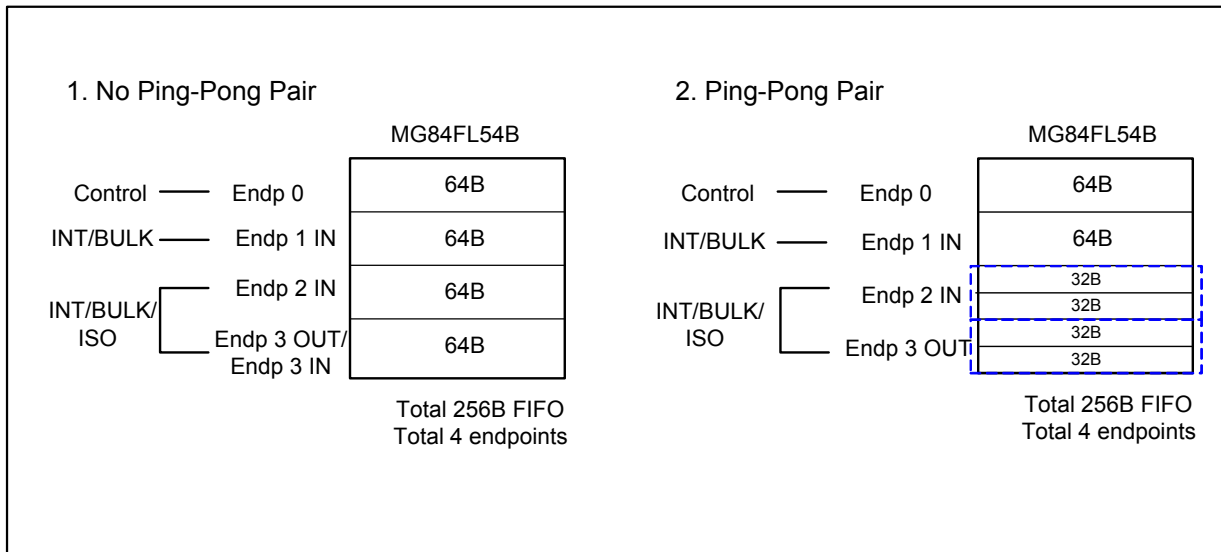 1. No Ping-Pong Pair
MG84FL54B
Control
Endp 0
64B
INT/BULK
Endp 1 IN
64B
INT/BULK/
ISO
Endp 2 IN
64B
Endp 3 OUT/
Endp 3 IN
64B
Total 256B FIFO
Total 4 endpoints
2. Ping-Pong Pair
MG84FL54B
Control
Endp 0
64B
INT/BULK
Endp 1 IN
64B
INT/BULK/
ISO
Endp 2 IN
32B
32B
Endp 3 OUT
32B
32B
Total 256B FIFO
Total 4 endpoints